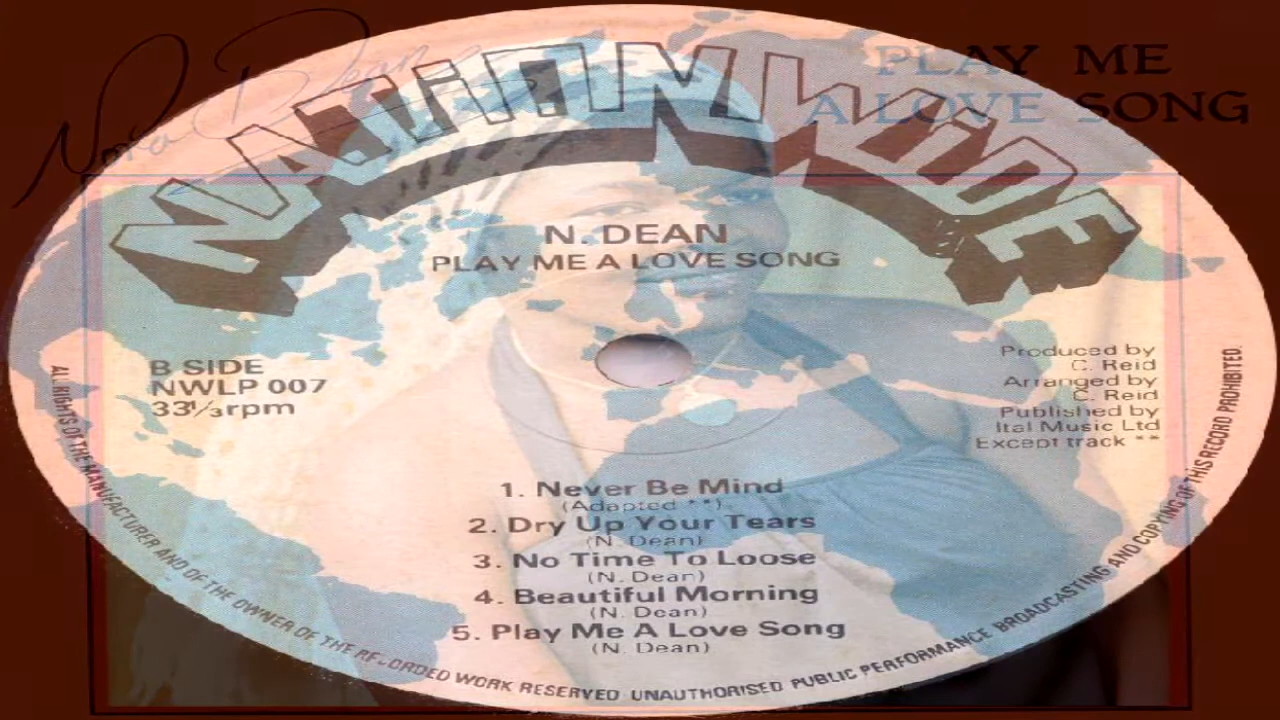 Nora Dean
PLAY ME
A LOVE SONG
NATION WIDE
N. DEAN
PLAY ME A LOVE SONG
B SIDE
NWLP 007
33⅓rpm
Produced by
C. Reid
Arranged by
C. Reid
Published by
Ital Music Ltd
Except track **
1. Never Be Mind
(Adapted **)
2. Dry Up Your Tears
(N. Dean)
3. No Time To Loose
(N. Dean)
4. Beautiful Morning
(N. Dean)
5. Play Me A Love Song
(N. Dean)
ALL RIGHTS OF THE MANUFACTURER AND OF THE OWNER OF THE RECORDED WORK RESERVED UNAUTHORISED PUBLIC PERFORMANCE BROADCASTING AND COPYING OF THIS RECORD PROHIBITED.